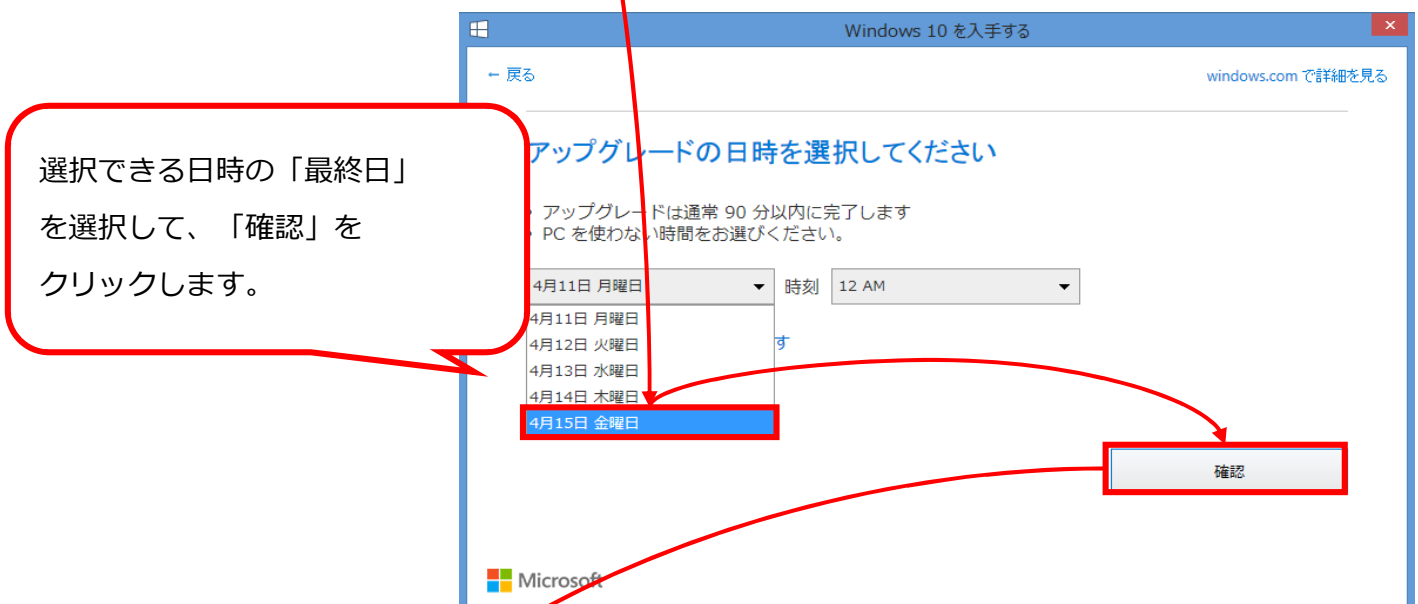 Windows 10 を入手する
← 戻る
windows.com で詳細を見る
選択できる日時の「最終日」
を選択して、「確認」を
クリックします。
アップグレードの日時を選択してください
• アップグレードは通常 90 分以内に完了します
• PC を使わない時間をお選びください。
4月11日 月曜日 時刻 12 AM
4月11日 月曜日
4月12日 火曜日
す
4月13日 水曜日
4月14日 木曜日
4月15日 金曜日
確認
Microsoft